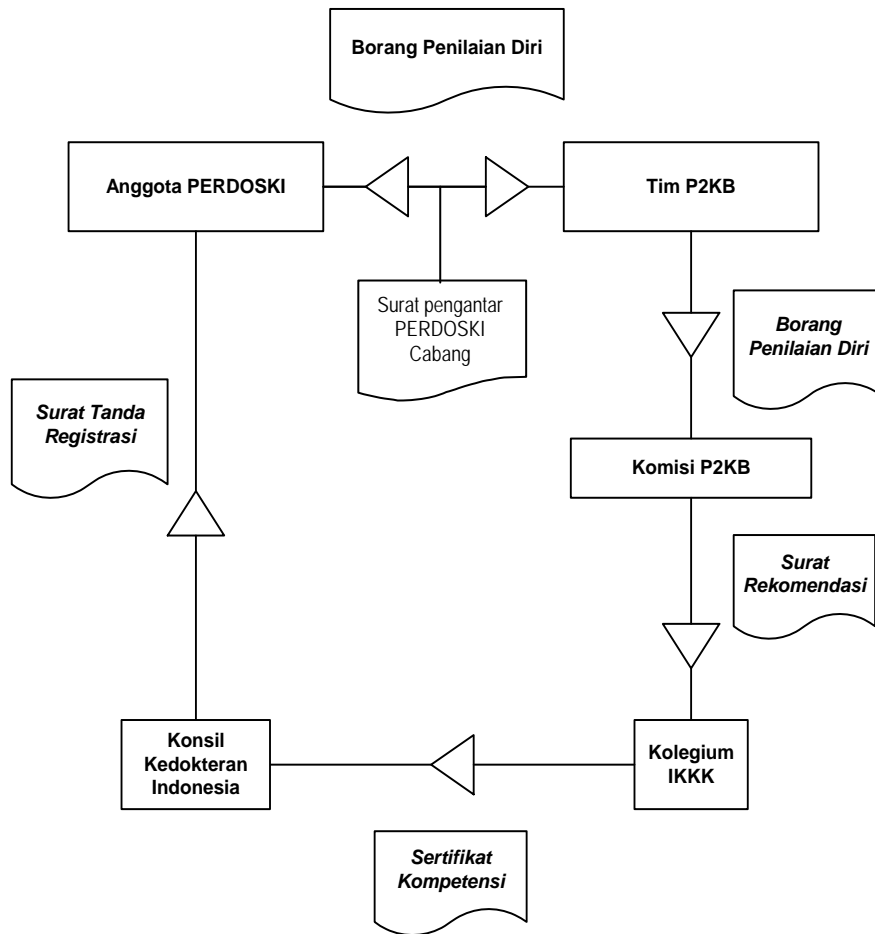 Borang Penilaian Diri
Anggota PERDOSKI
Tim P2KB
Surat pengantar
PERDOSKI
Cabang
Borang
Penilaian Diri
Surat Tanda
Registrasi
Komisi P2KB
Surat
Rekomendasi
Konsil
Kedokteran
Indonesia
Kolegium
IKKK
Sertifikat
Kompetensi